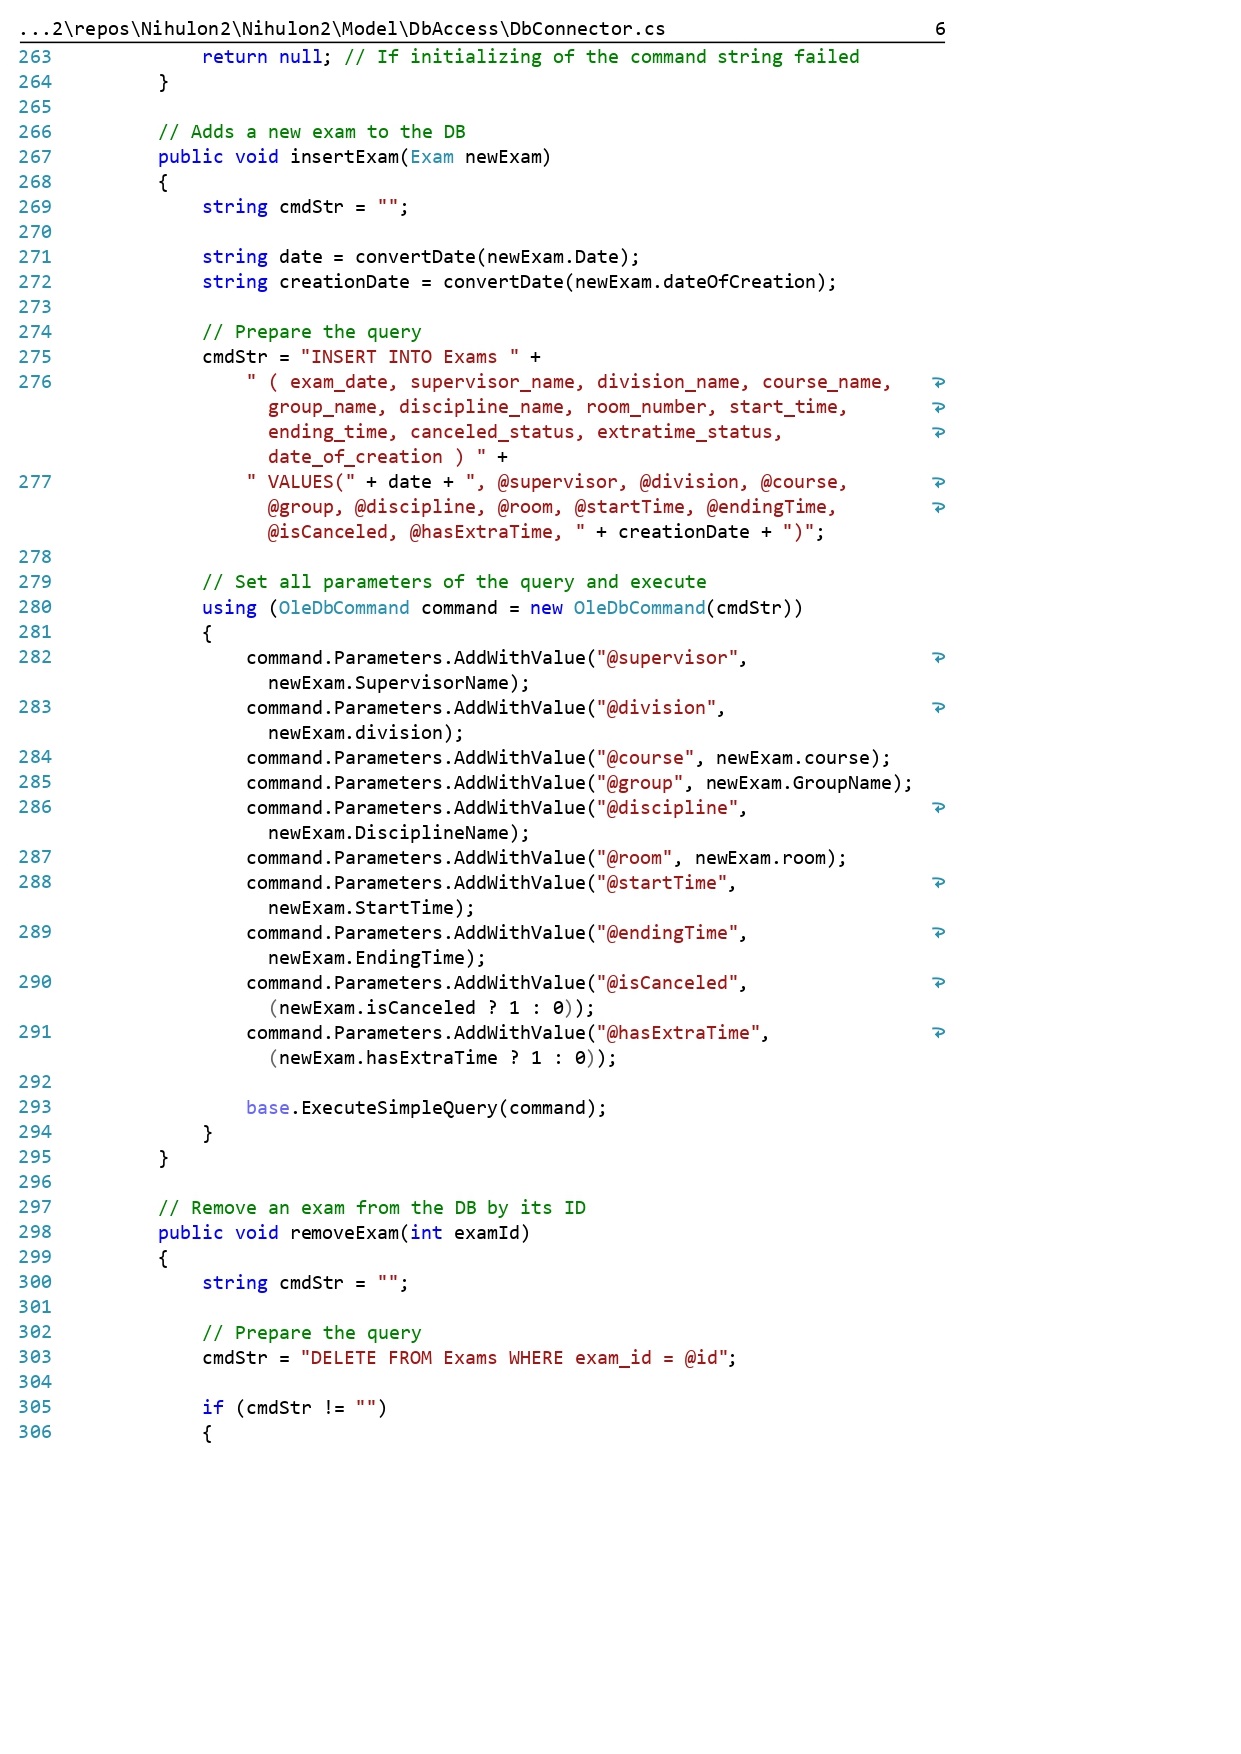 ...2\repos\Nihulon2\Nihulon2\Model\DbAccess\DbConnector.cs 6
263 return null; // If initializing of the command string failed
264 }
265
266 // Adds a new exam to the DB
267 public void insertExam(Exam newExam)
268 {
269 string cmdStr = "";
270
271 string date = convertDate(newExam.Date);
272 string creationDate = convertDate(newExam.dateOfCreation);
273
274 // Prepare the query
275 cmdStr = "INSERT INTO Exams " +
276 " ( exam_date, supervisor_name, division_name, course_name,
group_name, discipline_name, room_number, start_time,
ending_time, canceled_status, extratime_status,
date_of_creation ) " +
277 " VALUES(" + date + ", @supervisor, @division, @course,
@group, @discipline, @room, @startTime, @endingTime,
@isCanceled, @hasExtraTime, " + creationDate + ")";
278
279 // Set all parameters of the query and execute
280 using (OleDbCommand command = new OleDbCommand(cmdStr))
281 {
282 command.Parameters.AddWithValue("@supervisor",
newExam.SupervisorName);
283 command.Parameters.AddWithValue("@division",
newExam.division);
284 command.Parameters.AddWithValue("@course", newExam.course);
285 command.Parameters.AddWithValue("@group", newExam.GroupName);
286 command.Parameters.AddWithValue("@discipline",
newExam.DisciplineName);
287 command.Parameters.AddWithValue("@room", newExam.room);
288 command.Parameters.AddWithValue("@startTime",
newExam.StartTime);
289 command.Parameters.AddWithValue("@endingTime",
newExam.EndingTime);
290 command.Parameters.AddWithValue("@isCanceled",
(newExam.isCanceled ? 1 : 0));
291 command.Parameters.AddWithValue("@hasExtraTime",
(newExam.hasExtraTime ? 1 : 0));
292
293 base.ExecuteSimpleQuery(command);
294 }
295 }
296
297 // Remove an exam from the DB by its ID
298 public void removeExam(int examId)
299 {
300 string cmdStr = "";
301
302 // Prepare the query
303 cmdStr = "DELETE FROM Exams WHERE exam_id = @id";
304
305 if (cmdStr != "")
306 {